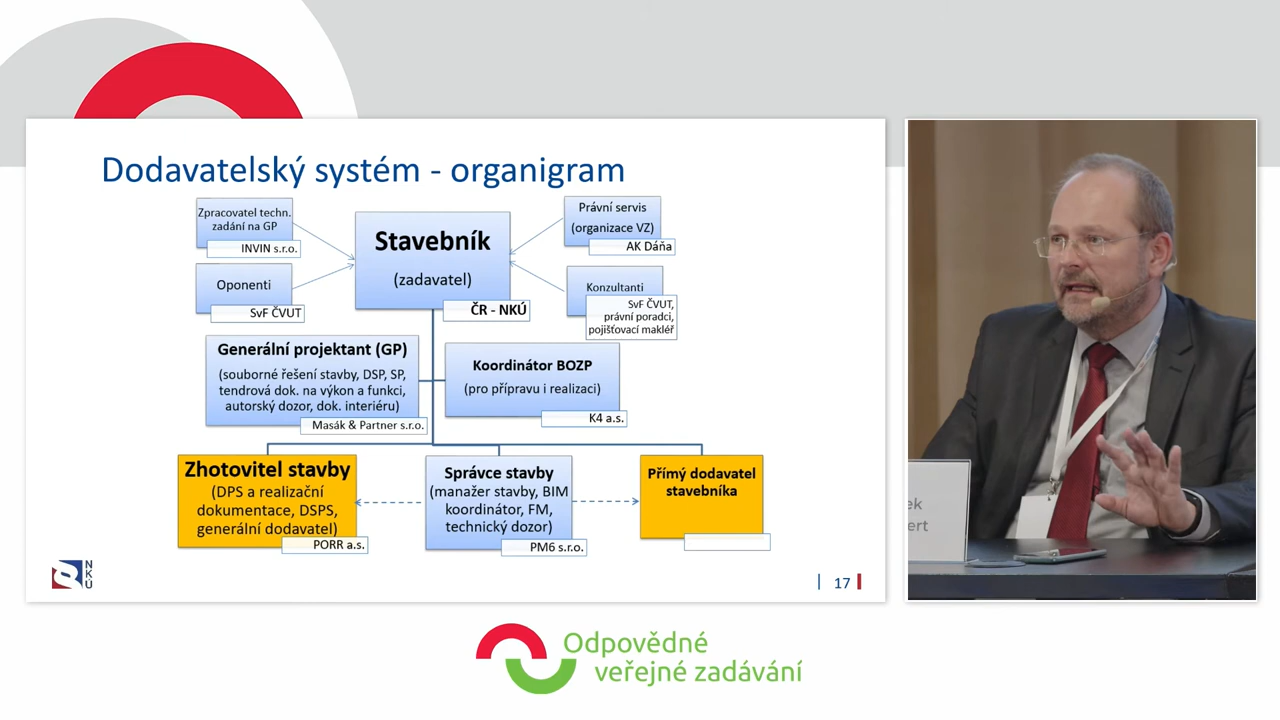 Dodavatelský systém - organigram
Zpracovatel techn.
zadání na GP
INVIN s.r.o.
Oponenti
SvF ČVUT
Stavebník
(zadavatel)
ČR - NKÚ
Právní servis
(organizace VZ)
AK Dáňa
Konzultanti
SvF ČVUT,
právní poradci,
pojišťovací makléř
Generální projektant (GP)
(souborné řešení stavby, DSP, SP,
tendrová dok. na výkon a funkci,
autorský dozor, dok. interiéru)
Masák & Partner s.r.o.
Koordinátor BOZP
(pro přípravu i realizaci)
K4 a.s.
Zhotovitel stavby
(DPS a realizační
dokumentace, DSPS,
generální dodavatel)
PORR a.s.
Správce stavby
(manažer stavby, BIM
koordinátor, FM,
technický dozor)
PM6 s.r.o.
Přímý dodavatel
stavebníka
NKÚ
17
ek
ert
Odpovědné
veřejné zadávání